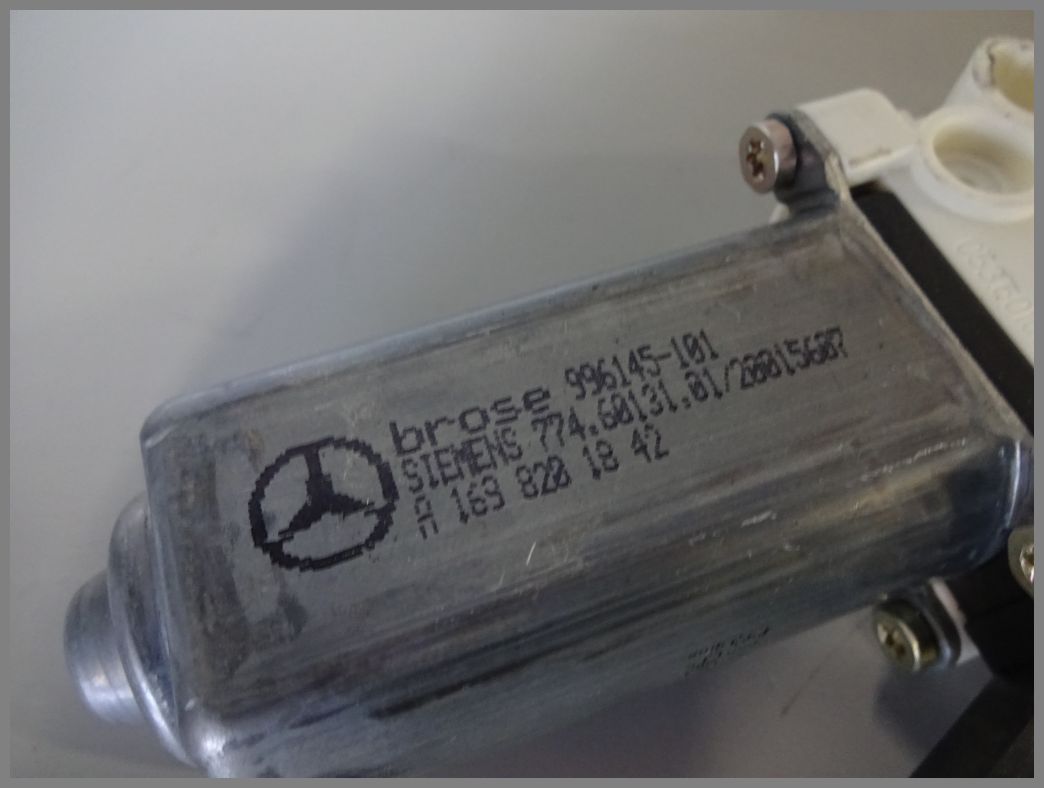 brose 996145-101
SIEMENS 774.60131.01/20015607
A 169 820 18 42